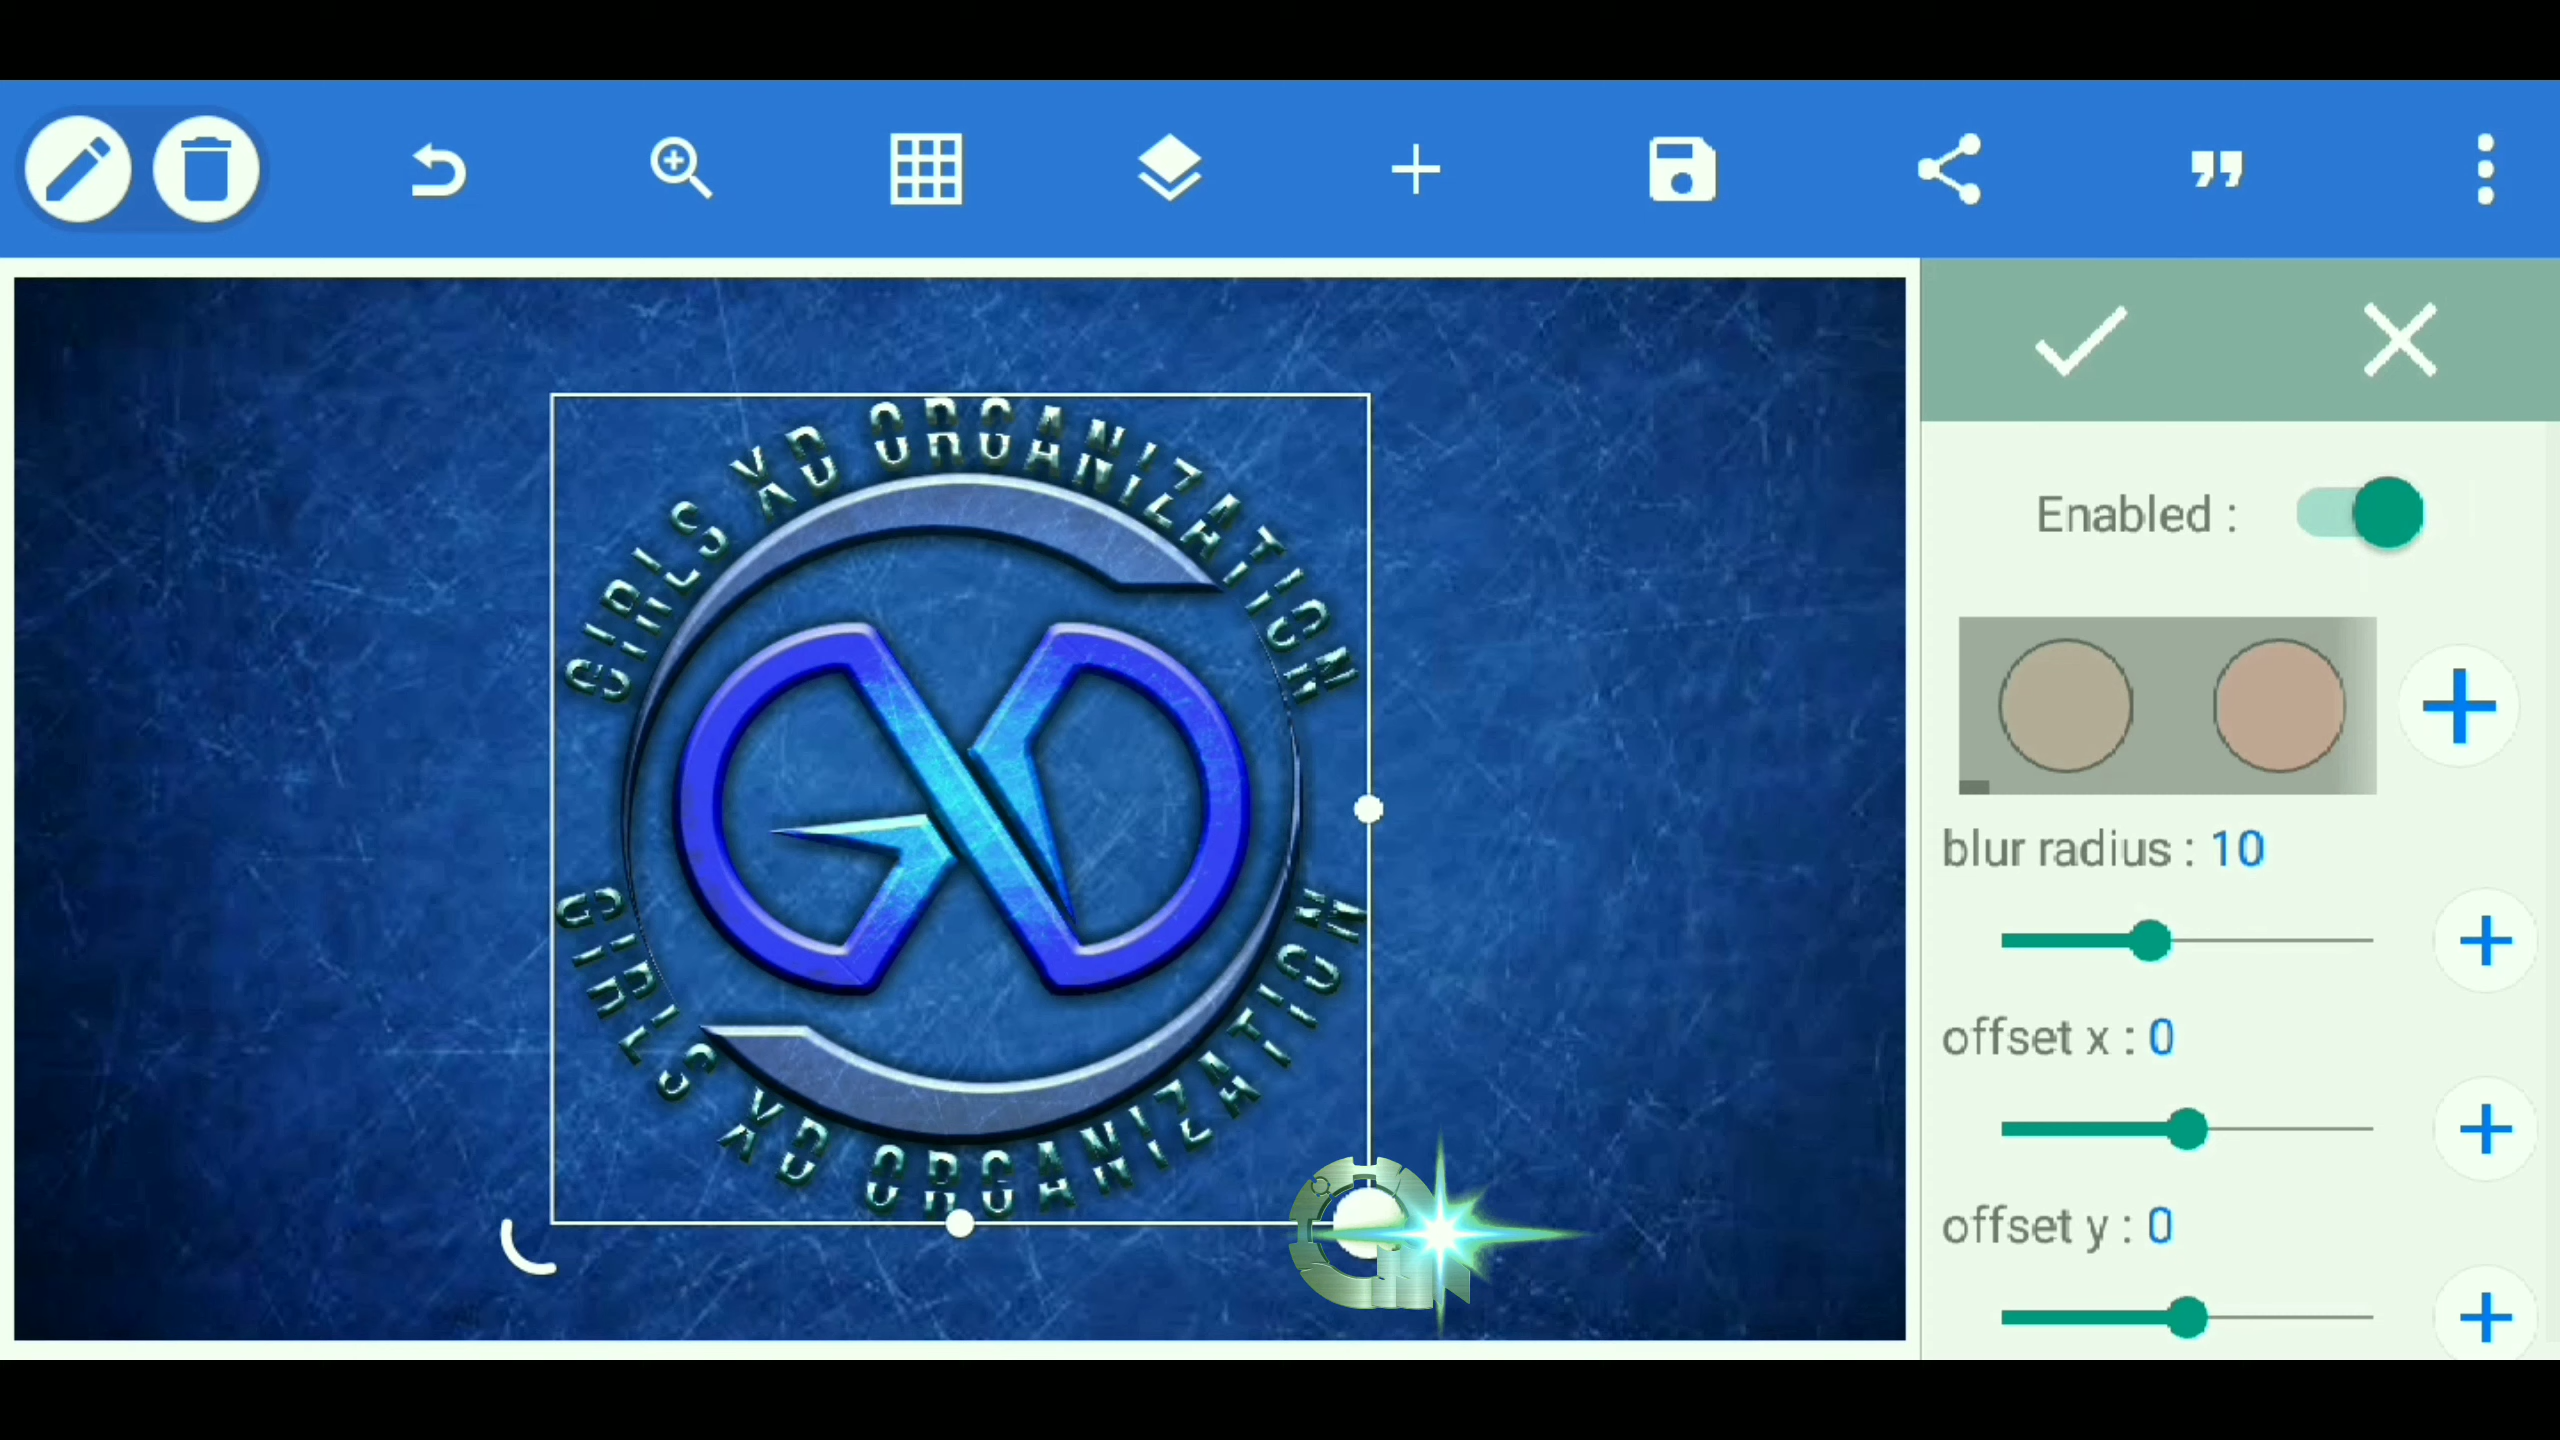 GIRLS XD ORGANIZATION
Enabled :
GXD
blur radius : 10
offset x : 0
offset y : 0
GIRLS XD ORGANIZATION